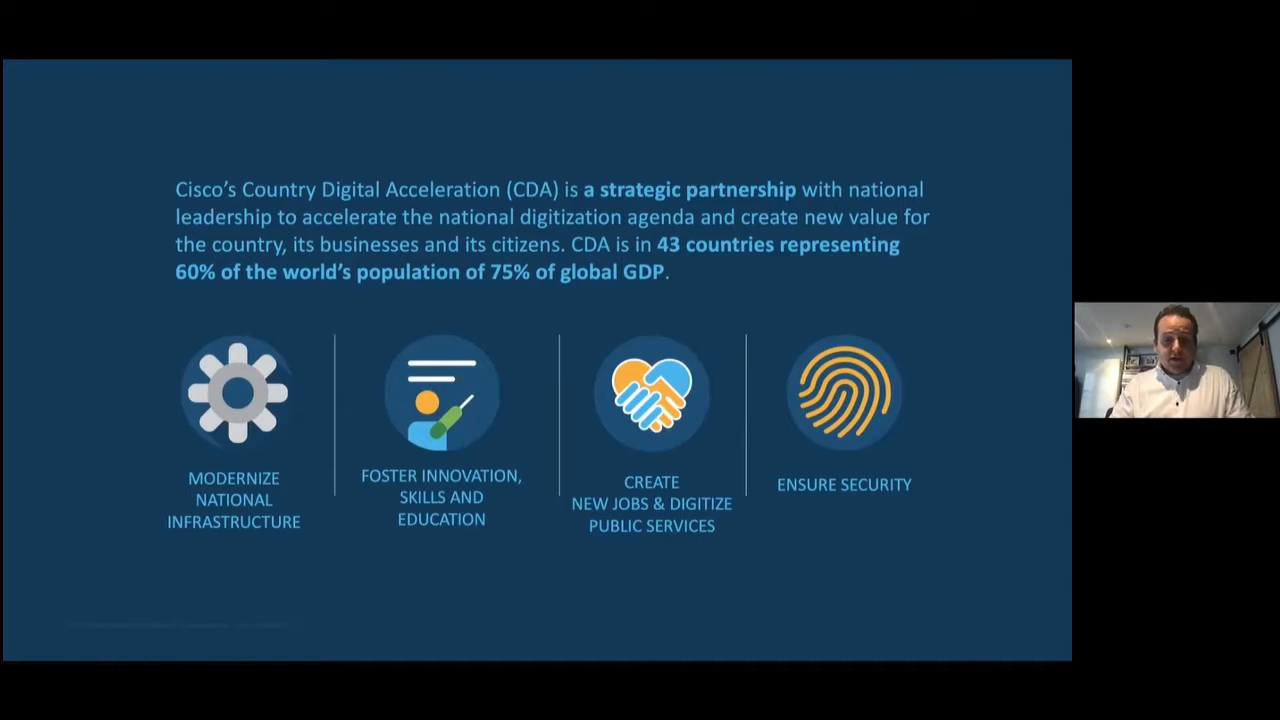 Cisco's Country Digital Acceleration (CDA) is a strategic partnership with national
leadership to accelerate the national digitization agenda and create new value for
the country, its businesses and its citizens. CDA is in 43 countries representing
60% of the world's population of 75% of global GDP.
MODERNIZE
NATIONAL
INFRASTRUCTURE
FOSTER INNOVATION,
SKILLS AND
EDUCATION
CREATE
NEW JOBS & DIGITIZE
PUBLIC SERVICES
ENSURE SECURITY